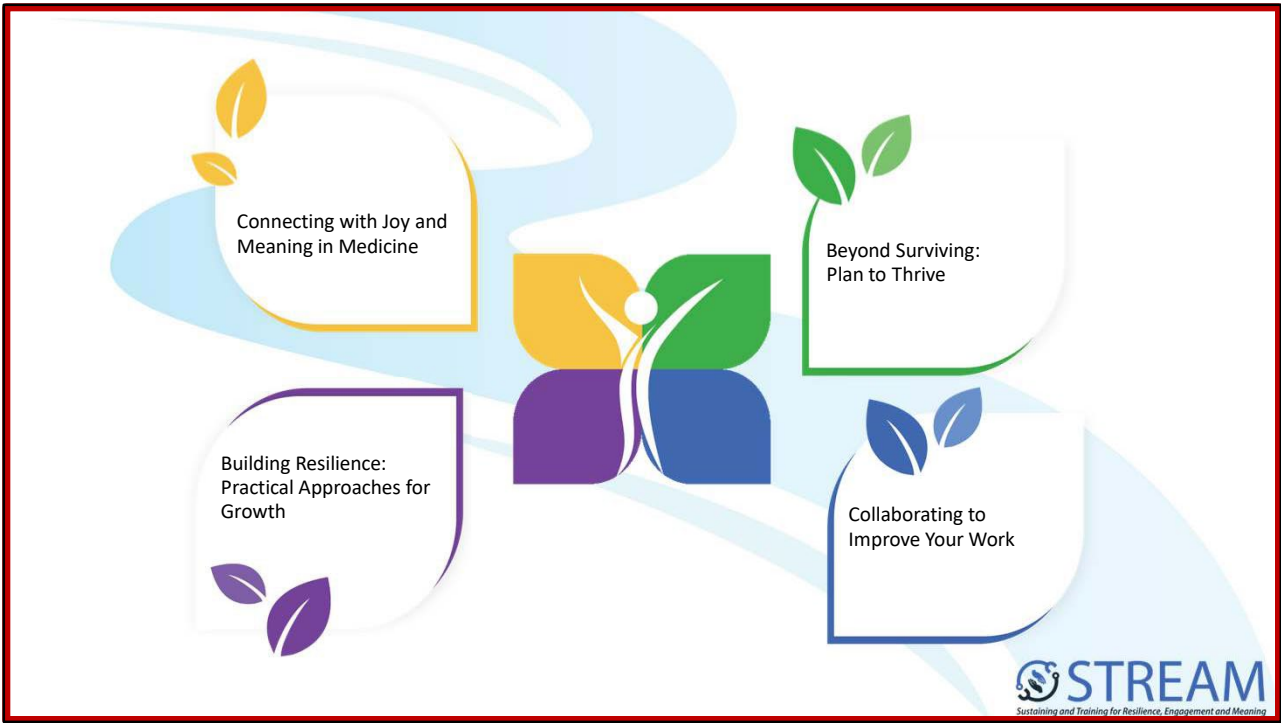 Connecting with Joy and
Meaning in Medicine
Beyond Surviving:
Plan to Thrive
Building Resilience:
Practical Approaches for
Growth
Collaborating to
Improve Your Work
STREAM
Sustaining and Training for Resilience, Engagement and Meaning